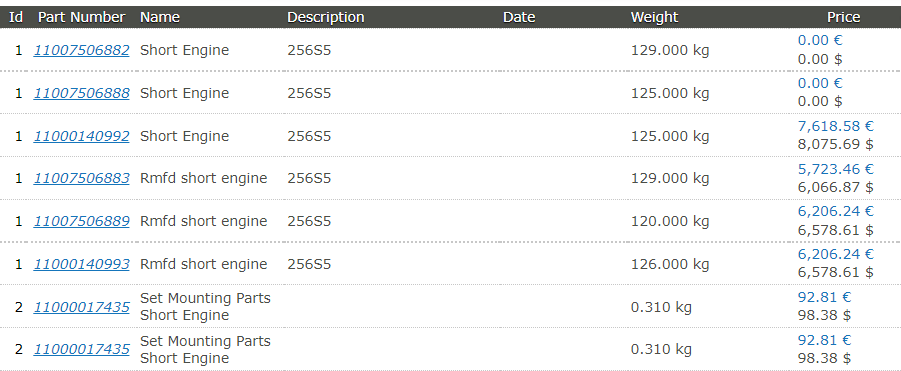 Id Part Number Name Description Date Weight Price
1 11007506882 Short Engine 256S5 129.000 kg 0.00 €
0.00 $
1 11007506888 Short Engine 256S5 125.000 kg 0.00 €
0.00 $
1 11000140992 Short Engine 256S5 125.000 kg 7,618.58 €
8,075.69 $
1 11007506883 Rmfd short engine 256S5 129.000 kg 5,723.46 €
6,066.87 $
1 11007506889 Rmfd short engine 256S5 120.000 kg 6,206.24 €
6,578.61 $
1 11000140993 Rmfd short engine 256S5 126.000 kg 6,206.24 €
6,578.61 $
2 11000017435 Set Mounting Parts
Short Engine 0.310 kg 92.81 €
98.38 $
2 11000017435 Set Mounting Parts
Short Engine 0.310 kg 92.81 €
98.38 $